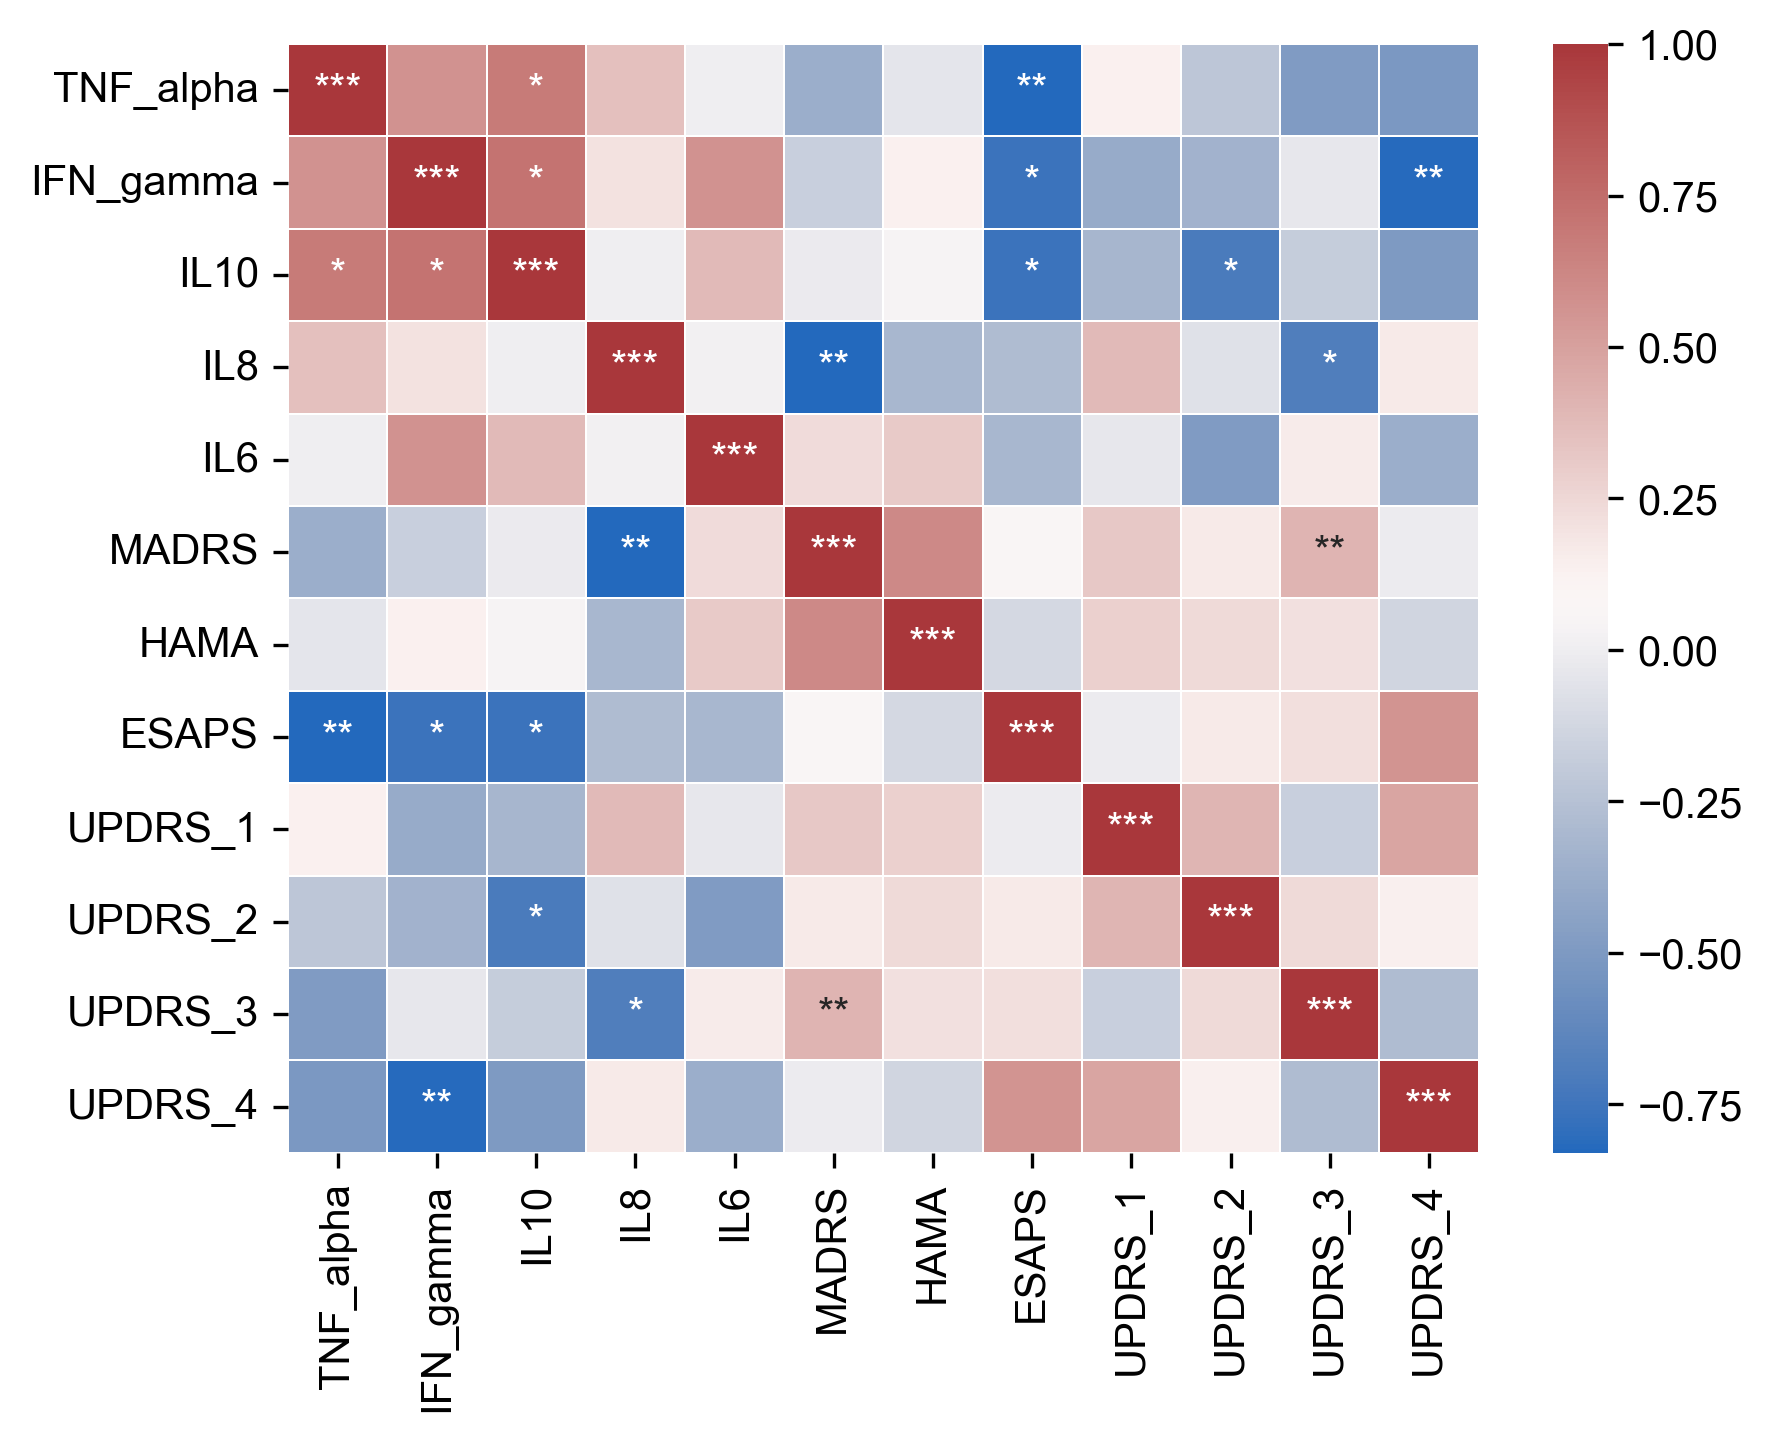 TNF_alpha *** * **
IFN_gamma *** * * **
IL10 * * *** * *
IL8 *** ** *
IL6 ***
MADRS ** *** **
HAMA ***
ESAPS ** * * ***
UPDRS_1 ***
UPDRS_2 * ***
UPDRS_3 * ** ***
UPDRS_4 ** ***
TNF_alpha IFN_gamma IL10 IL8 IL6 MADRS HAMA ESAPS UPDRS_1 UPDRS_2 UPDRS_3 UPDRS_4
1.00
0.75
0.50
0.25
0.00
−0.25
−0.50
−0.75